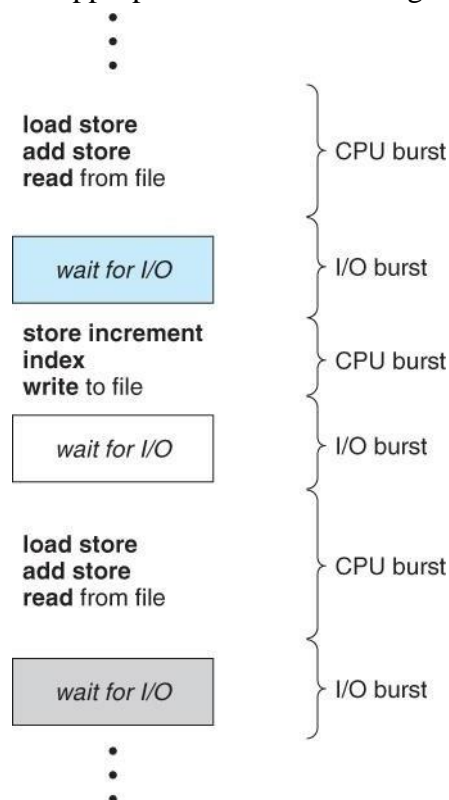 load store
add store
read from file
CPU burst
wait for I/O
I/O burst
store increment
index
write to file
CPU burst
wait for I/O
I/O burst
load store
add store
read from file
CPU burst
wait for I/O
I/O burst